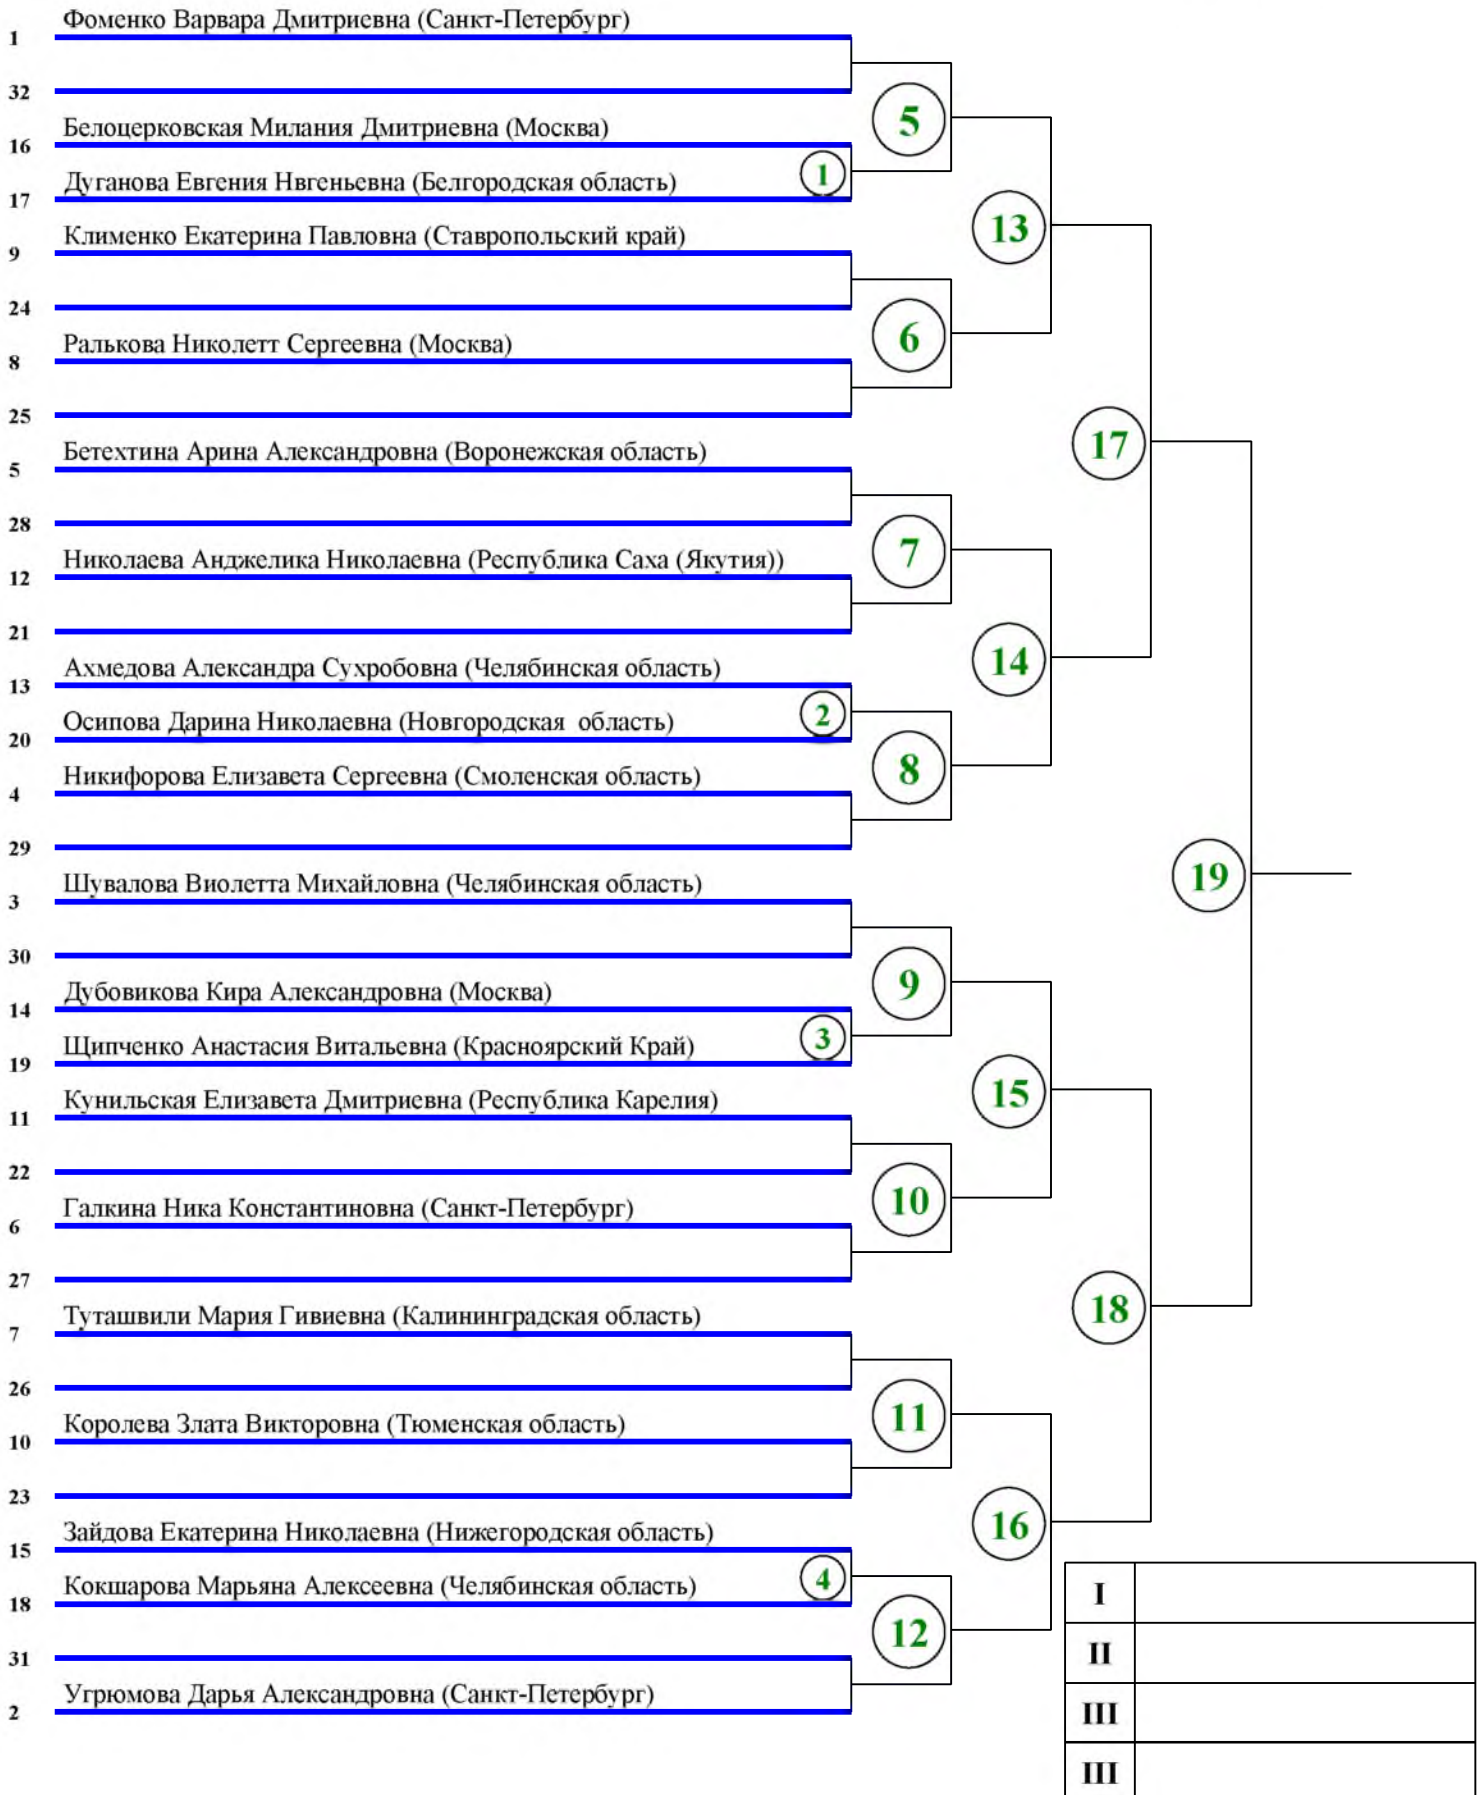 Фоменко Варвара Дмитриевна (Санкт-Петербург)
1
32
5
Белоцерковская Милания Дмитриевна (Москва)
16
Дуганова Евгения Нвгеньевна (Белгородская область)
1
17
13
Клименко Екатерина Павловна (Ставропольский край)
9
24
6
Ралькова Николетт Сергеевна (Москва)
8
25
17
Бетехтина Арина Александровна (Воронежская область)
5
28
7
Николаева Анджелика Николаевна (Республика Саха (Якутия))
12
21
14
Ахмедова Александра Сухробовна (Челябинская область)
13
Осипова Дарина Николаевна (Новгородская область)
2
20
8
Никифорова Елизавета Сергеевна (Смоленская область)
4
29
19
Шувалова Виолетта Михайловна (Челябинская область)
3
30
9
Дубовикова Кира Александровна (Москва)
14
Щипченко Анастасия Витальевна (Красноярский Край)
3
19
15
Кунильская Елизавета Дмитриевна (Республика Карелия)
11
22
10
Галкина Ника Константиновна (Санкт-Петербург)
6
27
18
Туташвили Мария Гивиевна (Калининградская область)
7
26
11
Королева Злата Викторовна (Тюменская область)
10
23
16
Зайдова Екатерина Николаевна (Нижегородская область)
15
Кокшарова Марьяна Алексеевна (Челябинская область)
4
18
12
31
Угрюмова Дарья Александровна (Санкт-Петербург)
2
I
II
III
III